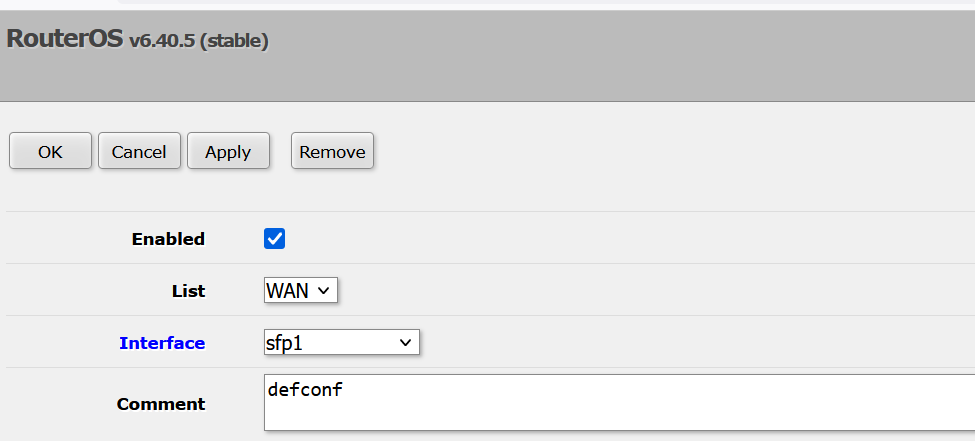 RouterOS v6.40.5 (stable)
OK Cancel Apply Remove
Enabled
List WAN
Interface sfp1
Comment defconf